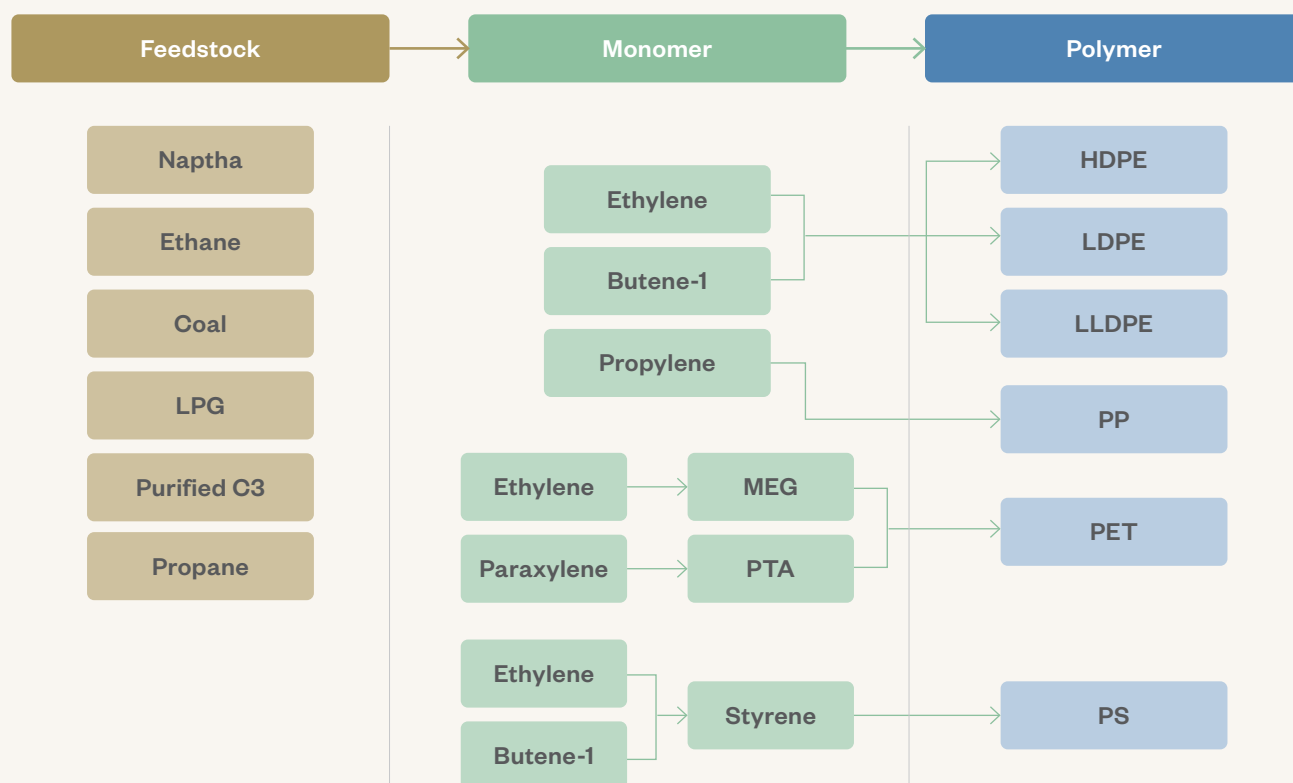 Feedstock
Monomer
Polymer
Naptha
Ethane
Coal
LPG
Purified C3
Propane
Ethylene
Butene-1
Propylene
Ethylene
MEG
Paraxylene
PTA
Ethylene
Butene-1
Styrene
HDPE
LDPE
LLDPE
PP
PET
PS